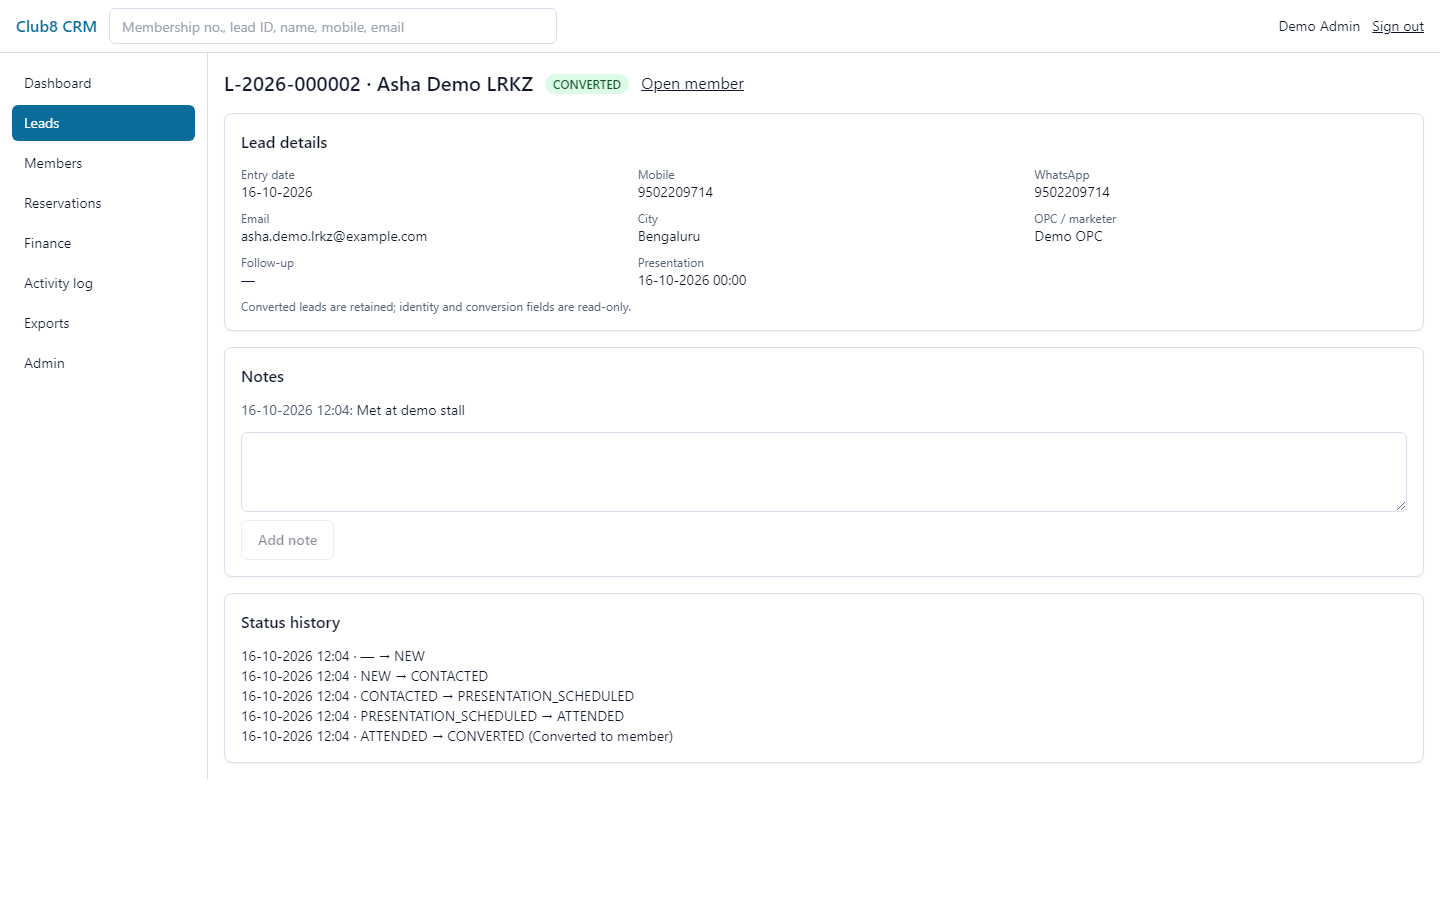 Club8 CRM
Membership no., lead ID, name, mobile, email
Demo Admin Sign out
Dashboard
Leads
Members
Reservations
Finance
Activity log
Exports
Admin
L-2026-000002 · Asha Demo LRKZ CONVERTED Open member
Lead details
Entry date
16-10-2026
Mobile
9502209714
WhatsApp
9502209714
Email
asha.demo.lrkz@example.com
City
Bengaluru
OPC / marketer
Demo OPC
Follow-up
—
Presentation
16-10-2026 00:00
Converted leads are retained; identity and conversion fields are read-only.
Notes
16-10-2026 12:04: Met at demo stall
Add note
Status history
16-10-2026 12:04 · — → NEW
16-10-2026 12:04 · NEW → CONTACTED
16-10-2026 12:04 · CONTACTED → PRESENTATION_SCHEDULED
16-10-2026 12:04 · PRESENTATION_SCHEDULED → ATTENDED
16-10-2026 12:04 · ATTENDED → CONVERTED (Converted to member)